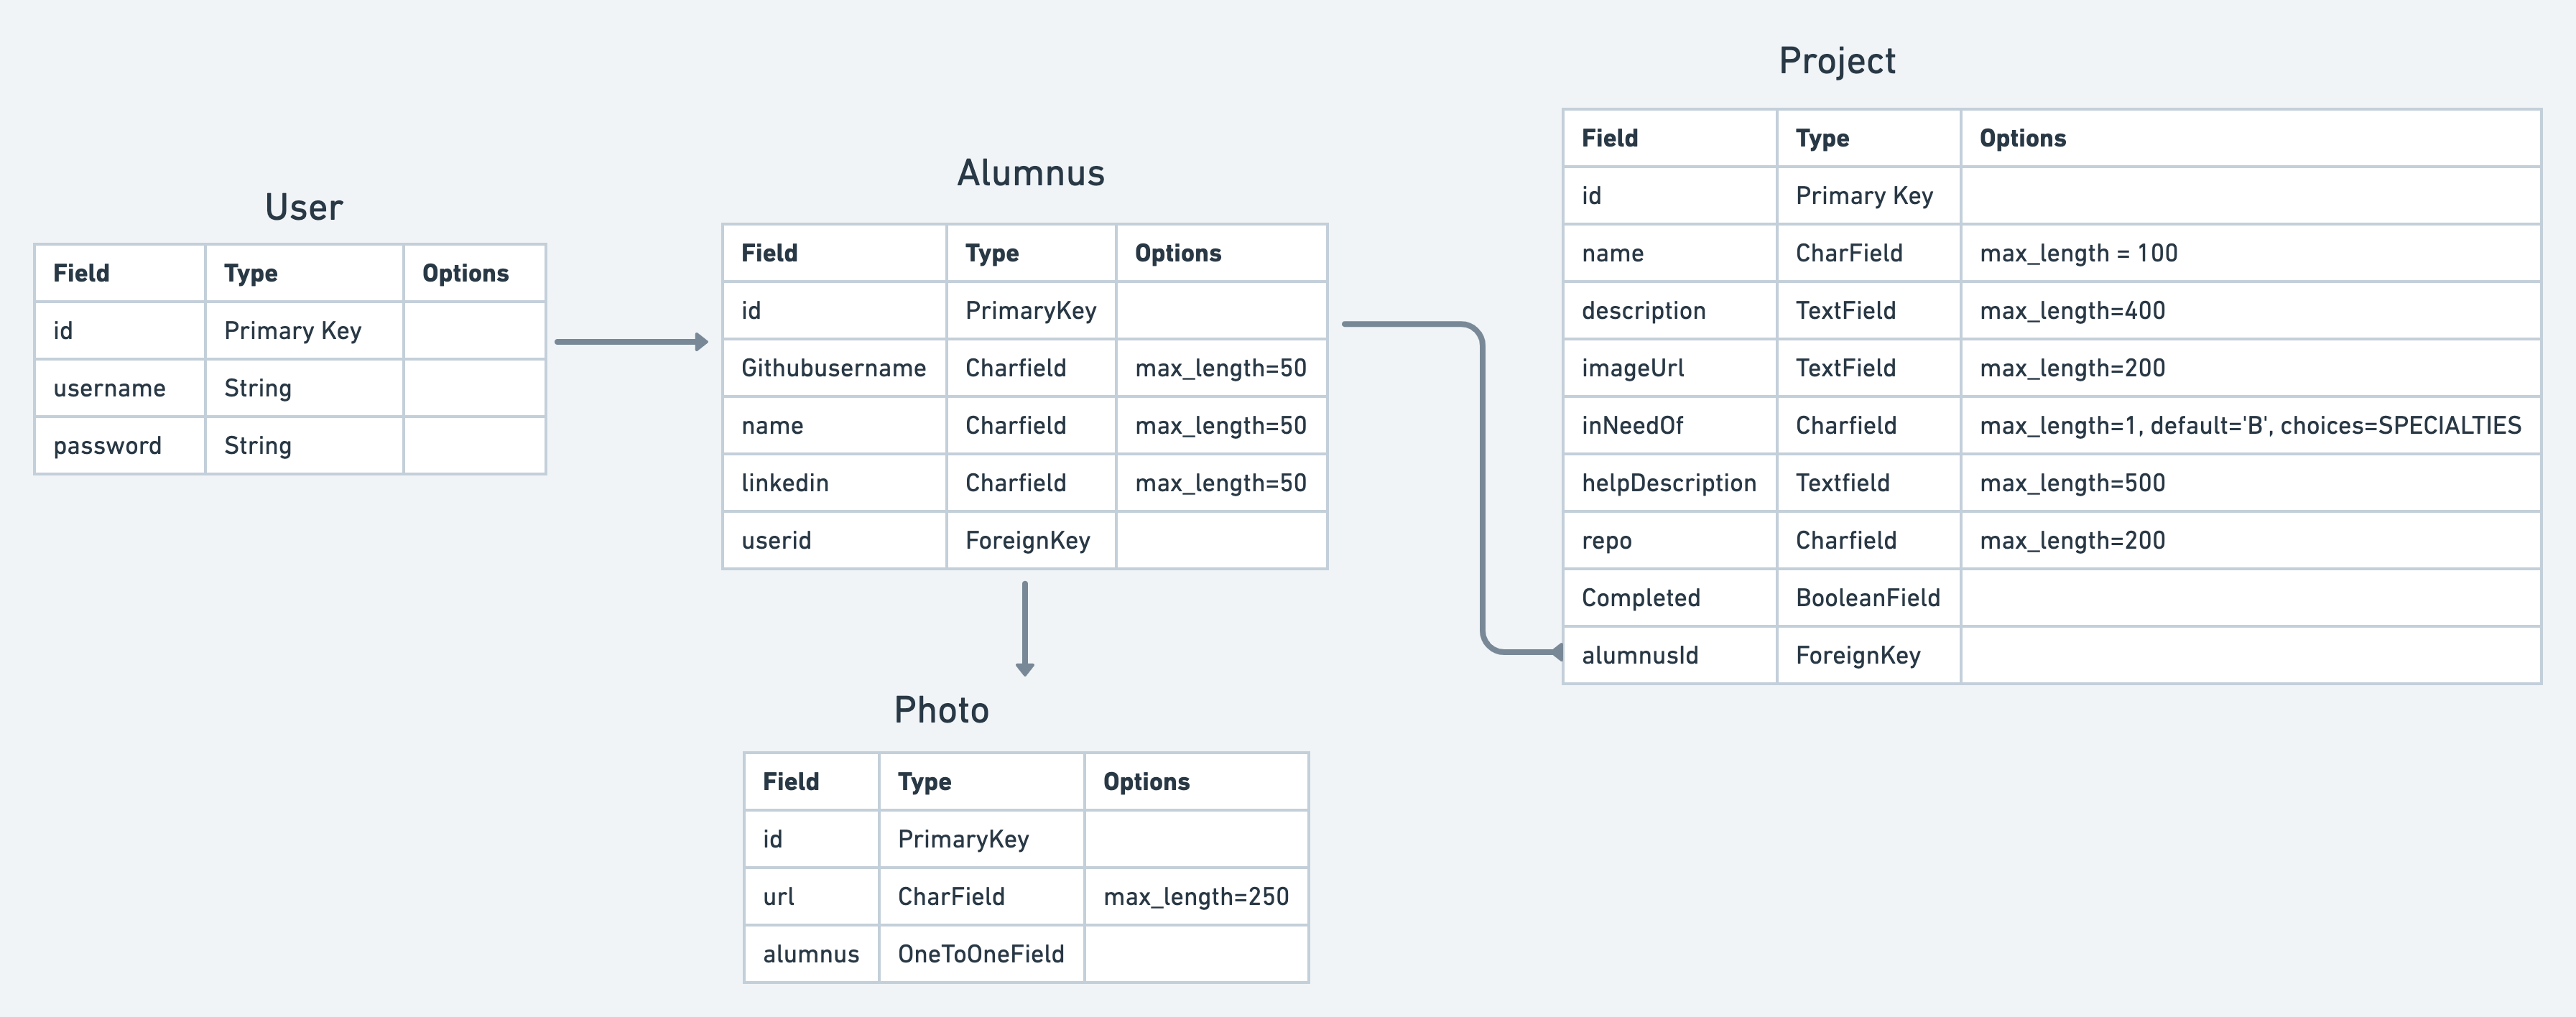 User
Field Type Options
id Primary Key
username String
password String
Alumnus
Field Type Options
id PrimaryKey
Githubusername Charfield max_length=50
name Charfield max_length=50
linkedin Charfield max_length=50
userid ForeignKey
Photo
Field Type Options
id PrimaryKey
url CharField max_length=250
alumnus OneToOneField
Project
Field Type Options
id Primary Key
name CharField max_length = 100
description TextField max_length=400
imageUrl TextField max_length=200
inNeedOf Charfield max_length=1, default='B', choices=SPECIALTIES
helpDescription Textfield max_length=500
repo Charfield max_length=200
Completed BooleanField
alumnusId ForeignKey